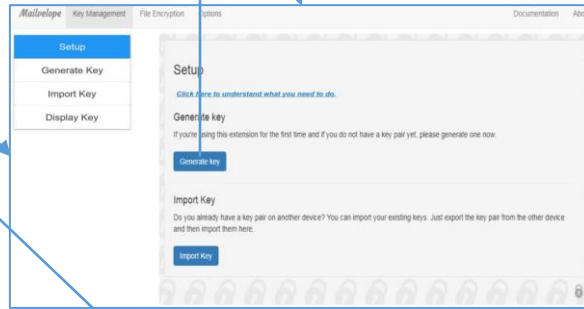 Mailvelope Key Management File Encryption Options Documentation Abo
Setup
Generate Key
Import Key
Display Key
Setup
Click here to understand what you need to do.
Generate key
If you're using this extension for the first time and if you do not have a key pair yet, please generate one now.
Generate key
Import Key
Do you already have a key pair on another device? You can import your existing keys. Just export the key pair from the other device
and then import them here.
Import Key